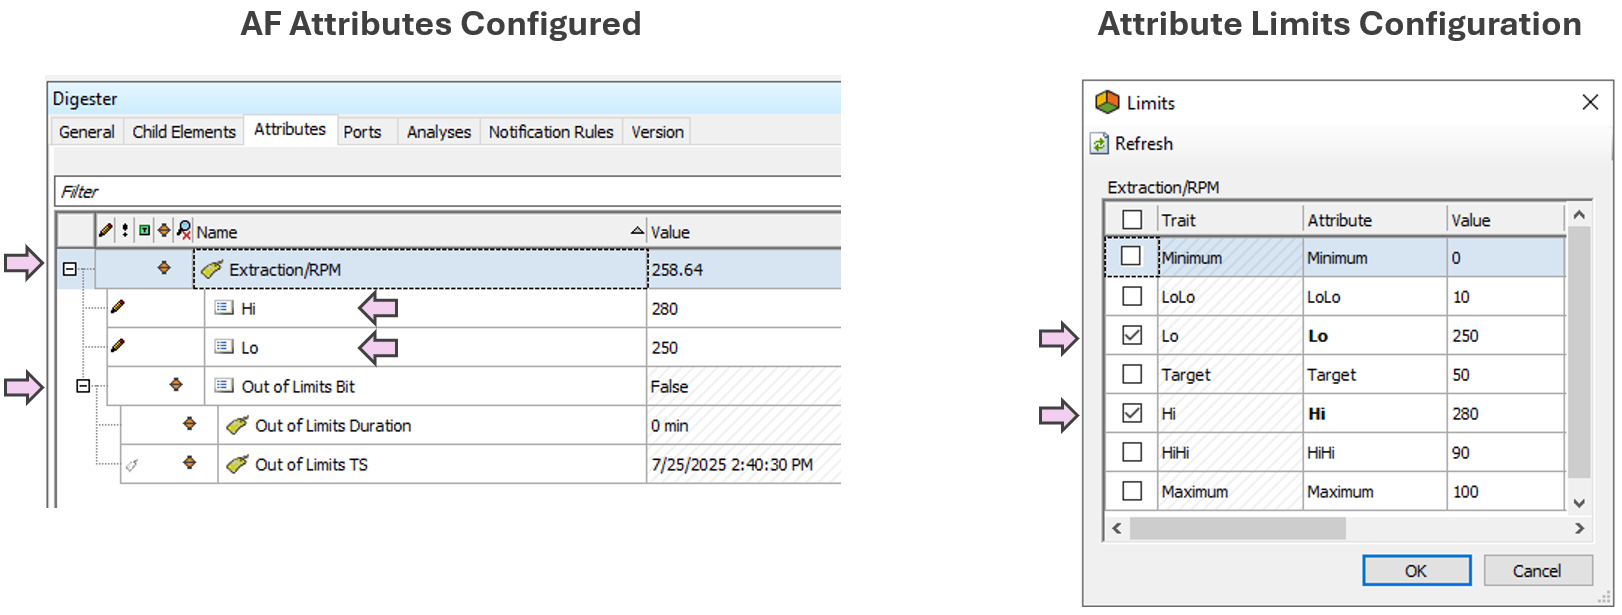 AF Attributes Configured
Digester
General Child Elements Attributes Ports Analyses Notification Rules Version
Filter
Name Value
Extraction/RPM 258.64
Hi 280
Lo 250
Out of Limits Bit False
Out of Limits Duration 0 min
Out of Limits TS 7/25/2025 2:40:30 PM
Attribute Limits Configuration
Limits
Refresh
Extraction/RPM
Trait Attribute Value
Minimum Minimum 0
LoLo LoLo 10
Lo Lo 250
Target Target 50
Hi Hi 280
HiHi HiHi 90
Maximum Maximum 100
OK Cancel